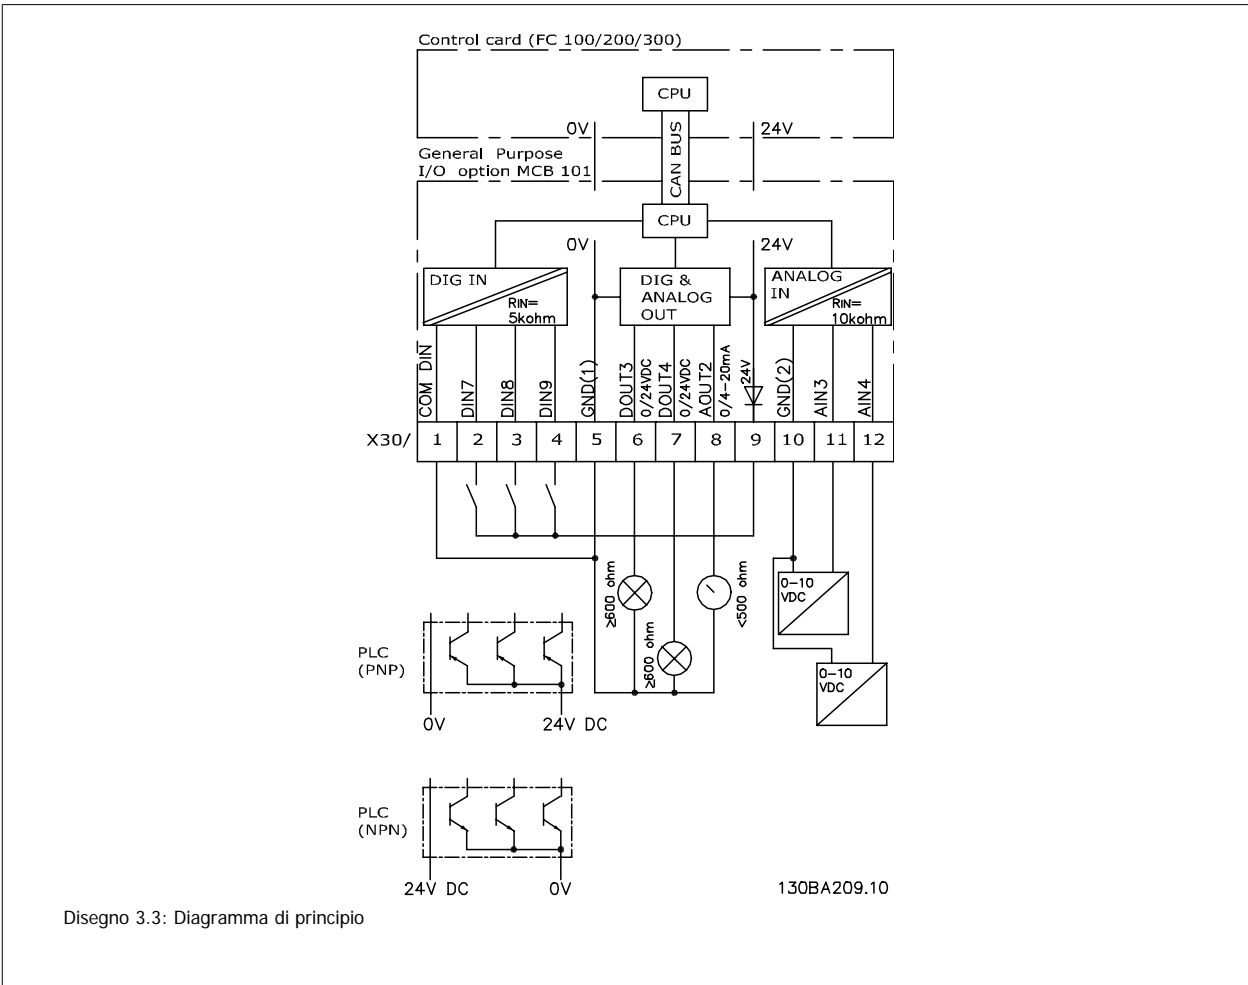 Control card (FC 100/200/300)
CPU
0V
24V
CAN BUS
General Purpose
I/O option MCB 101
CPU
0V
24V
DIG IN
RIN=
5kohm
DIG &
ANALOG
OUT
ANALOG
IN
RIN=
10kohm
COM DIN
DIN7
DIN8
DIN9
GND(1)
DOUT3
0/24VDC
DOUT4
0/24VDC
AOUT2
0/4-20mA
24V
GND(2)
AIN3
AIN4
X30/ 1 2 3 4 5 6 7 8 9 10 11 12
≥600 ohm
≥600 ohm
<500 ohm
0-10
VDC
0-10
VDC
PLC
(PNP)
0V
24V DC
PLC
(NPN)
24V DC
0V
130BA209.10
Disegno 3.3: Diagramma di principio